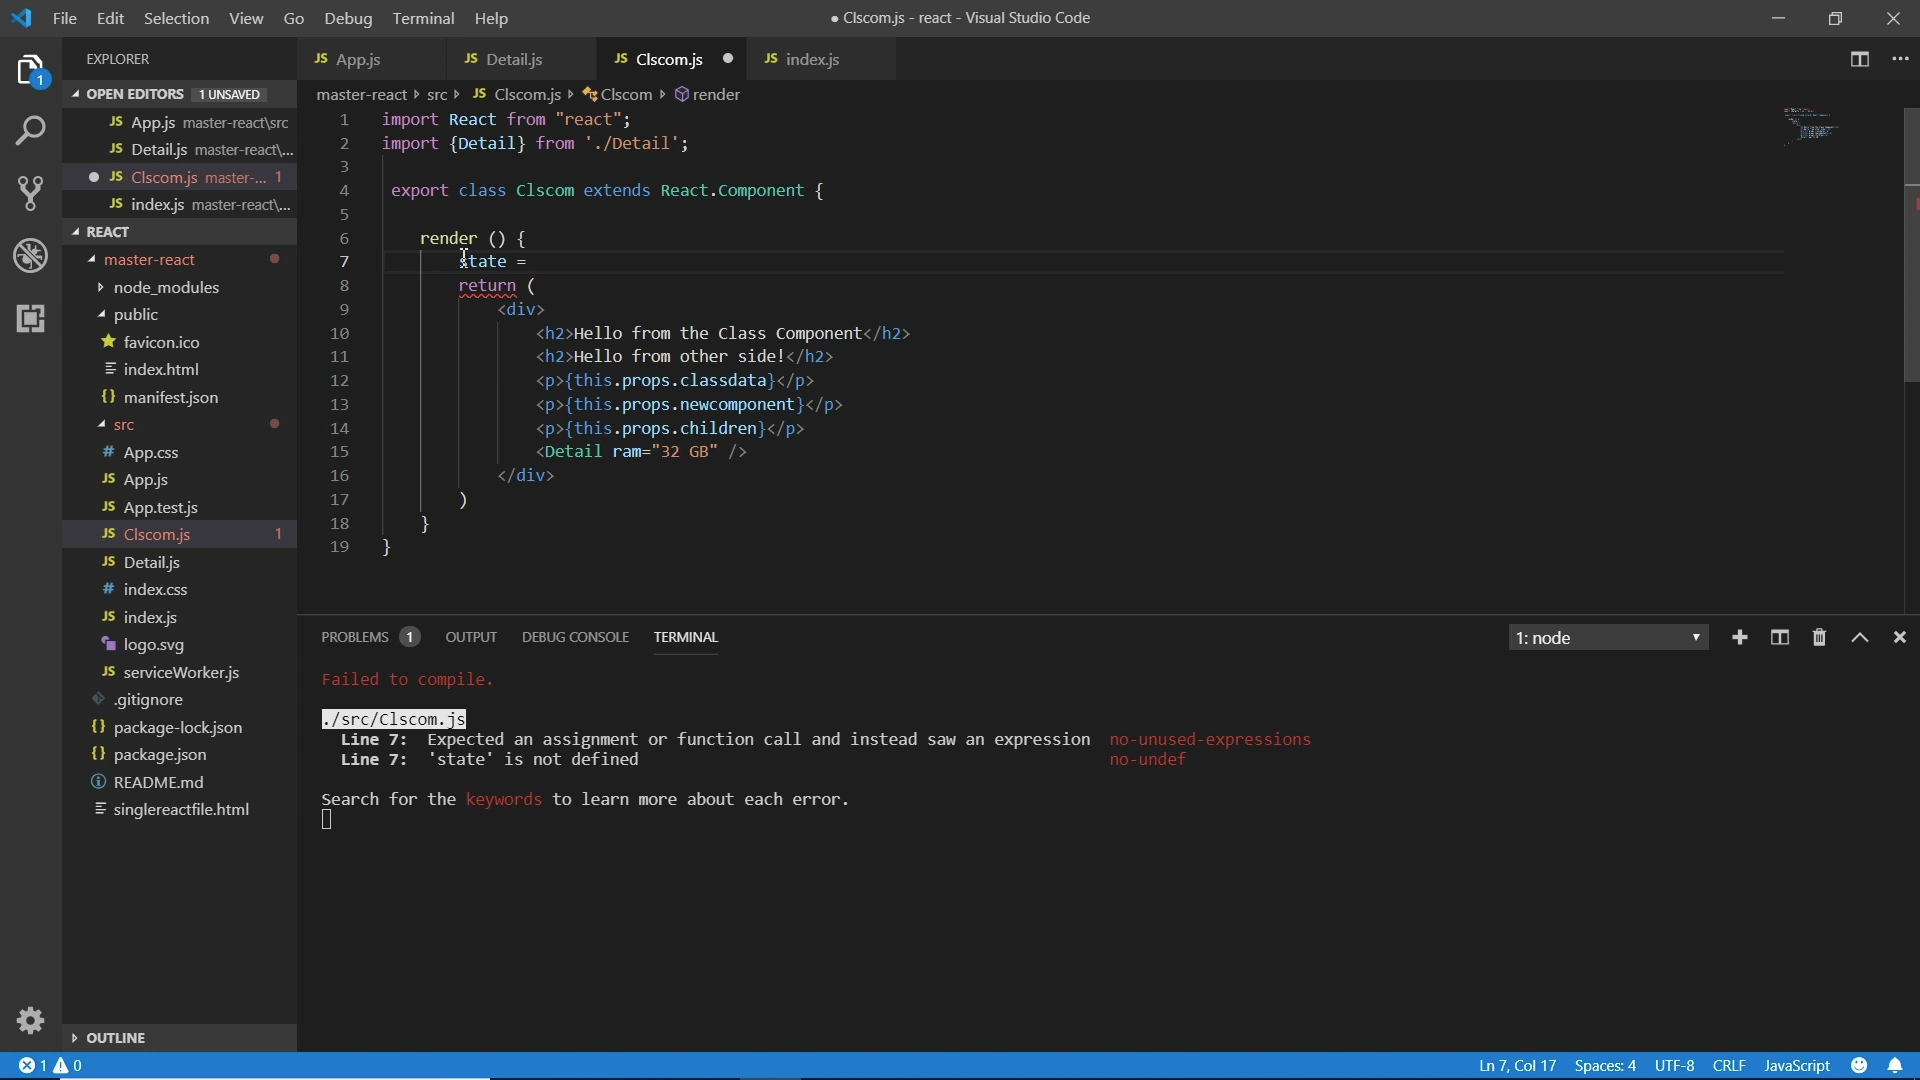 File Edit Selection View Go Debug Terminal Help
● Clscom.js - react - Visual Studio Code
EXPLORER
JS App.js
JS Detail.js
JS Clscom.js ●
JS index.js
OPEN EDITORS 1 UNSAVED
JS App.js master-react\src
JS Detail.js master-react\...
JS Clscom.js master-... 1
JS index.js master-react\...
REACT
master-react
node_modules
public
favicon.ico
index.html
{} manifest.json
src
# App.css
JS App.js
JS App.test.js
JS Clscom.js 1
JS Detail.js
# index.css
JS index.js
logo.svg
JS serviceWorker.js
.gitignore
{} package-lock.json
{} package.json
README.md
singlereactfile.html
OUTLINE
1
master-react src JS Clscom.js Clscom render
1 import React from "react";
2 import {Detail} from './Detail';
3
4 export class Clscom extends React.Component {
5
6 render () {
7 state =
8 return (
9 <div>
10 <h2>Hello from the Class Component</h2>
11 <h2>Hello from other side!</h2>
12 <p>{this.props.classdata}</p>
13 <p>{this.props.newcomponent}</p>
14 <p>{this.props.children}</p>
15 <Detail ram="32 GB" />
16 </div>
17 )
18 }
19 }
PROBLEMS 1 OUTPUT DEBUG CONSOLE TERMINAL
1: node
Failed to compile.
./src/Clscom.js
Line 7: Expected an assignment or function call and instead saw an expression no-unused-expressions
Line 7: 'state' is not defined no-undef
Search for the keywords to learn more about each error.
1 0
Ln 7, Col 17 Spaces: 4 UTF-8 CRLF JavaScript